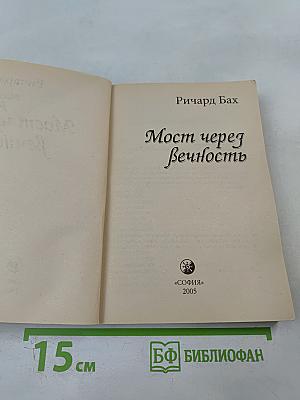 Ричард Бах
Мост через
вечность
«СОФИЯ»
2005
15 см
БФ БИБЛИОФАН